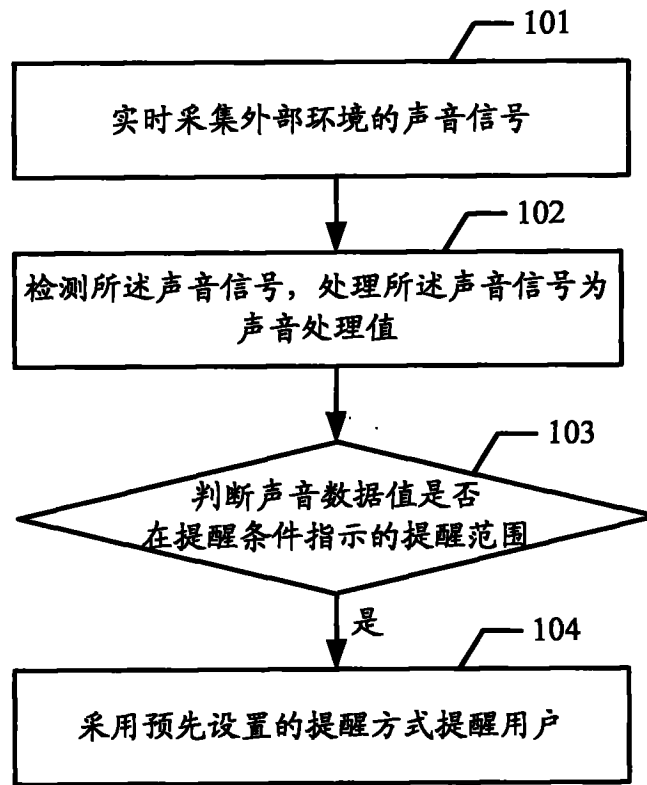 101
实时采集外部环境的声音信号
102
检测所述声音信号，处理所述声音信号为
声音处理值
103
判断声音数据值是否
在提醒条件指示的提醒范围
是
104
采用预先设置的提醒方式提醒用户